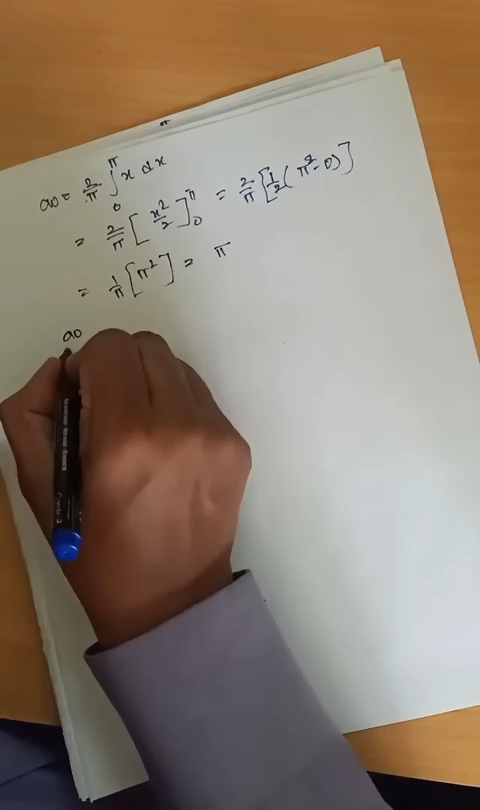 a₀ = 2/π ∫₀^π x dx
= 2/π [x²/2]₀^π = 2/π [1/2 (π² - 0)]
= 1/π [π²] = π
a₀